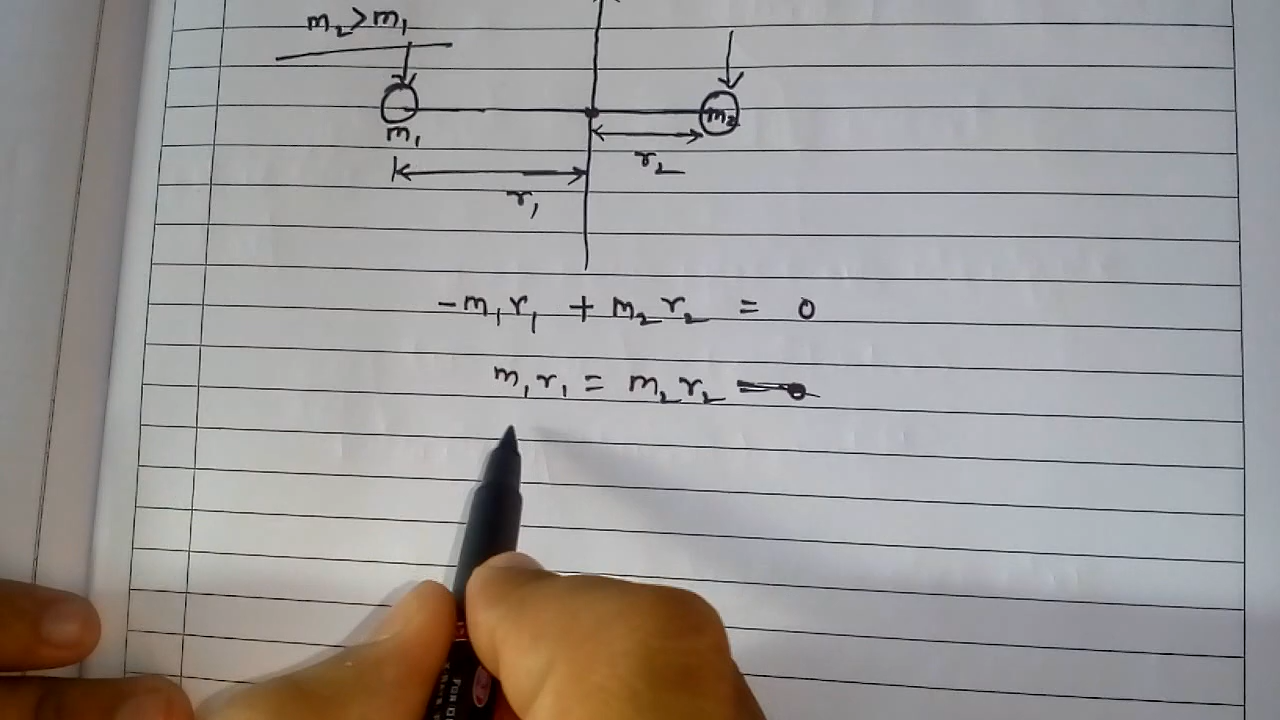 m₂>m₁
m₁ m₂
r₂
r₁
-m₁r₁ + m₂r₂ = 0
m₁r₁ = m₂r₂